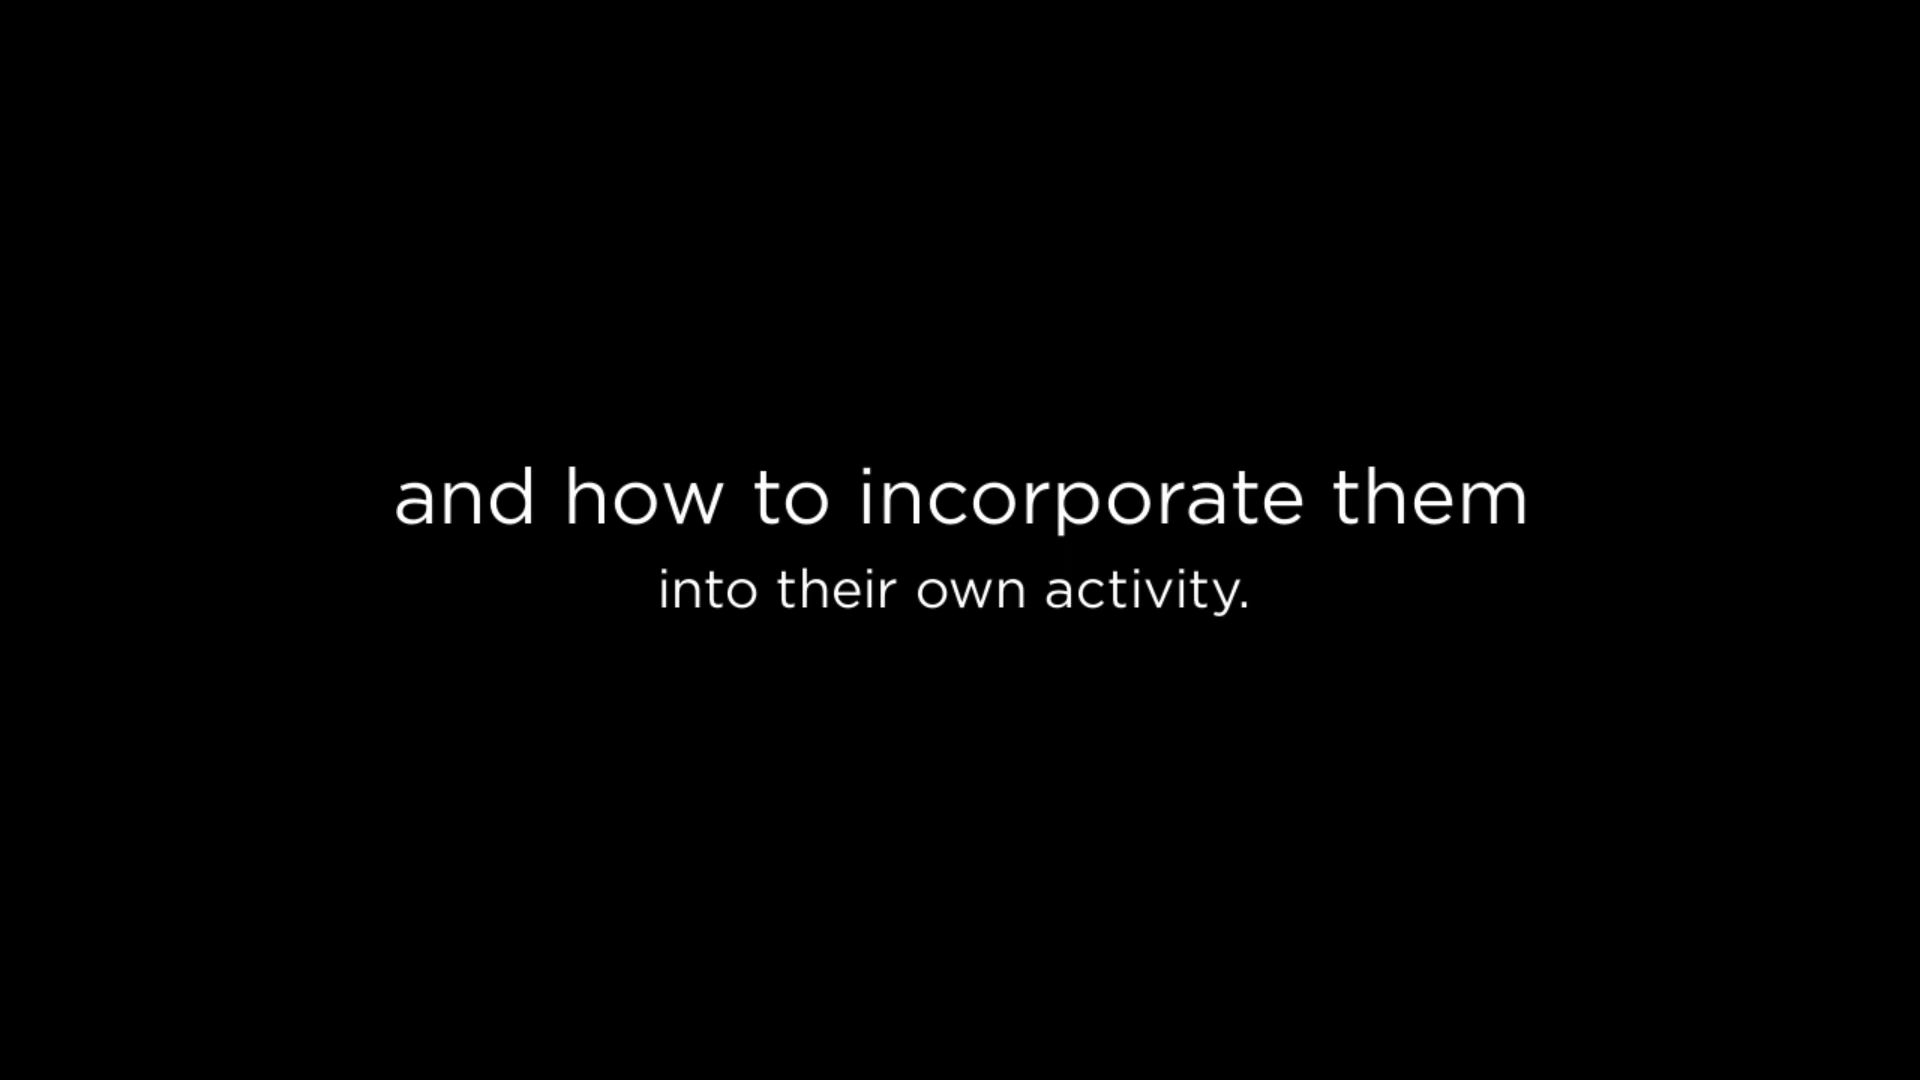 and how to incorporate them
into their own activity.